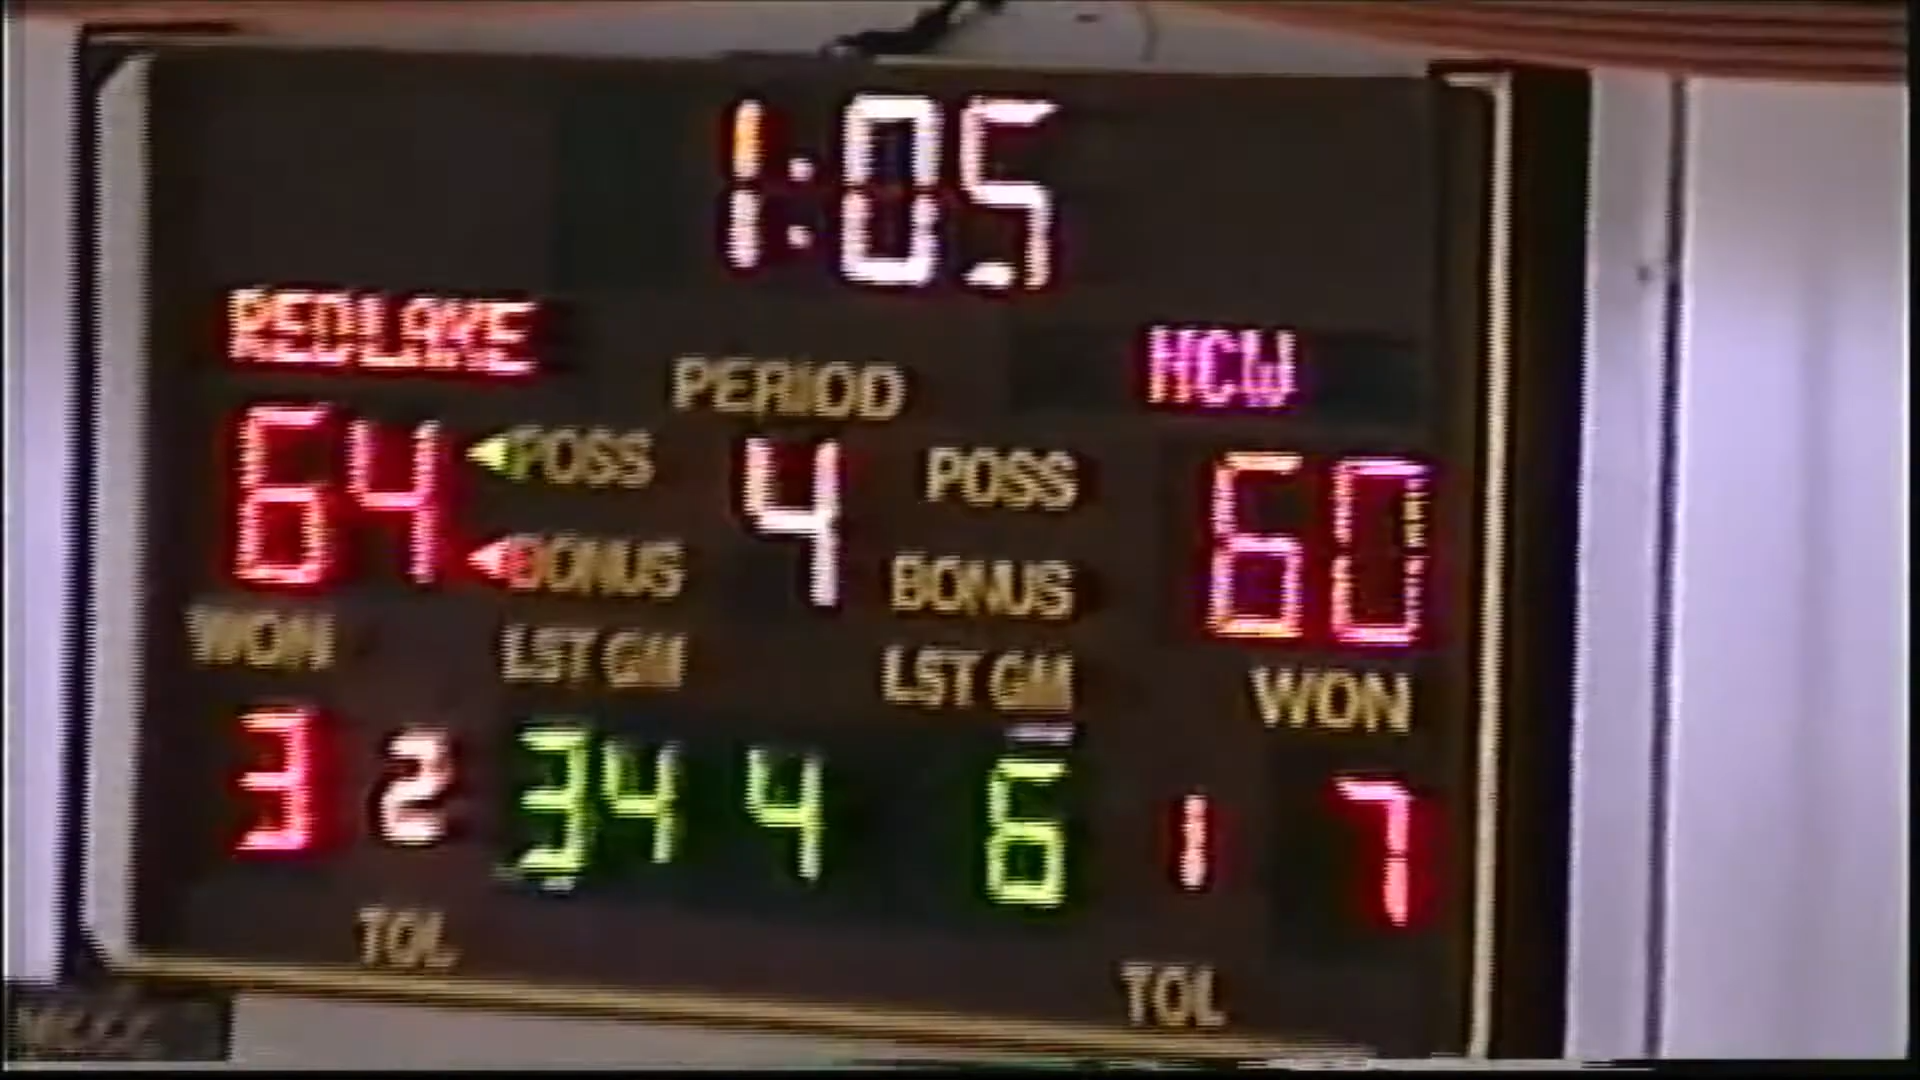 1:05
RED LAKE
HCW
PERIOD
64 POSS 4 POSS 60
BONUS BONUS
WON LST GM LST GM WON
3 2 34 4 6 1 7
TOL TOL